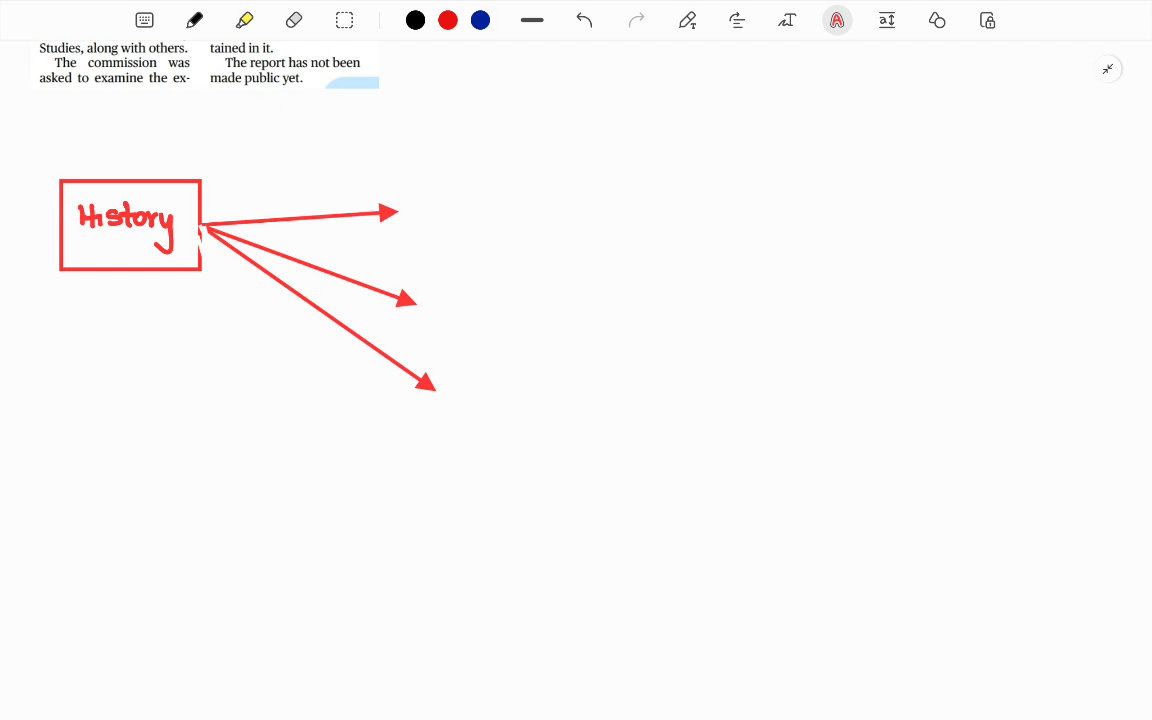 Studies, along with others.
The commission was
asked to examine the ex-
tained in it.
The report has not been
made public yet.
History